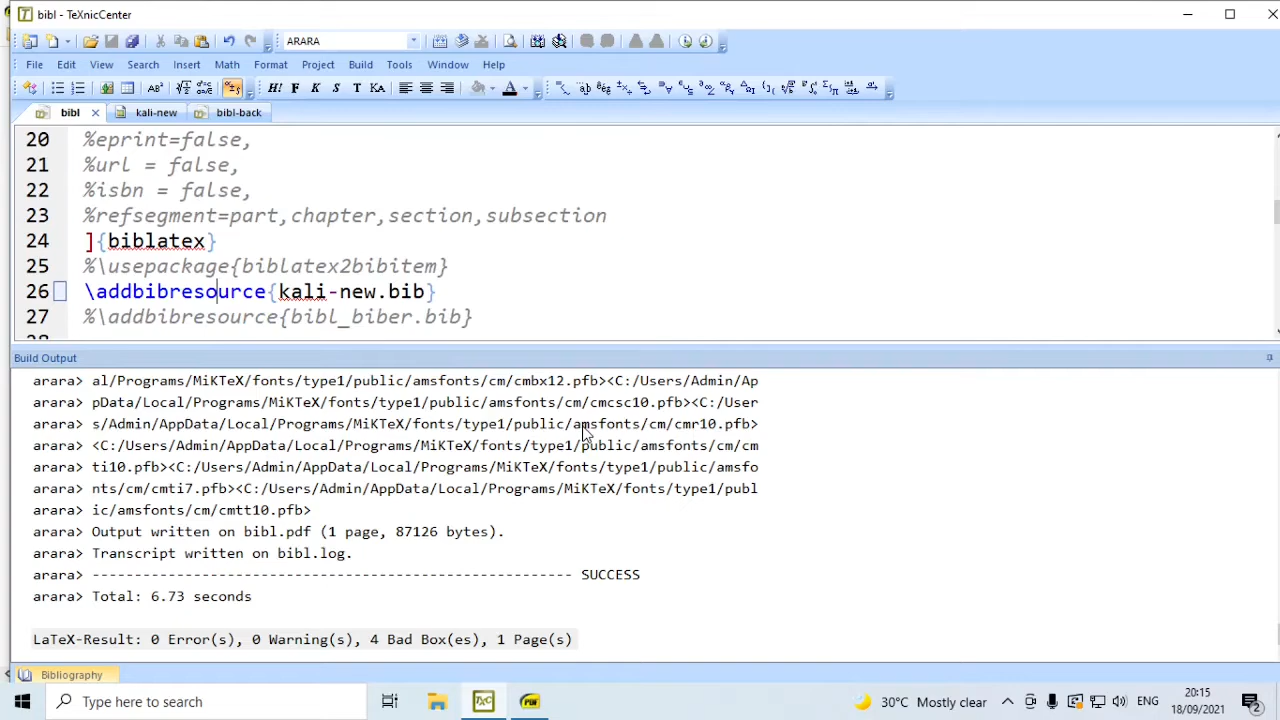 bibl - TeXnicCenter
ARARA
File Edit View Search Insert Math Format Project Build Tools Window Help
bibl kali-new bibl-back
20 %eprint=false,
21 %url = false,
22 %isbn = false,
23 %refsegment=part,chapter,section,subsection
24 ]{biblatex}
25 %\usepackage{biblatex2bibitem}
26 \addbibresource{kali-new.bib}
27 %\addbibresource{bibl_biber.bib}
Build Output
arara> al/Programs/MiKTeX/fonts/type1/public/amsfonts/cm/cmbx12.pfb><C:/Users/Admin/Ap
arara> pData/Local/Programs/MiKTeX/fonts/type1/public/amsfonts/cm/cmcsc10.pfb><C:/User
arara> s/Admin/AppData/Local/Programs/MiKTeX/fonts/type1/public/amsfonts/cm/cmr10.pfb>
arara> <C:/Users/Admin/AppData/Local/Programs/MiKTeX/fonts/type1/public/amsfonts/cm/cm
arara> ti10.pfb><C:/Users/Admin/AppData/Local/Programs/MiKTeX/fonts/type1/public/amsfo
arara> nts/cm/cmti7.pfb><C:/Users/Admin/AppData/Local/Programs/MiKTeX/fonts/type1/publ
arara> ic/amsfonts/cm/cmtt10.pfb>
arara> Output written on bibl.pdf (1 page, 87126 bytes).
arara> Transcript written on bibl.log.
arara> --------------------------------------------------------- SUCCESS
arara> Total: 6.73 seconds
LaTeX-Result: 0 Error(s), 0 Warning(s), 4 Bad Box(es), 1 Page(s)
Bibliography
Type here to search
30°C Mostly clear
ENG
20:15
18/09/2021
2